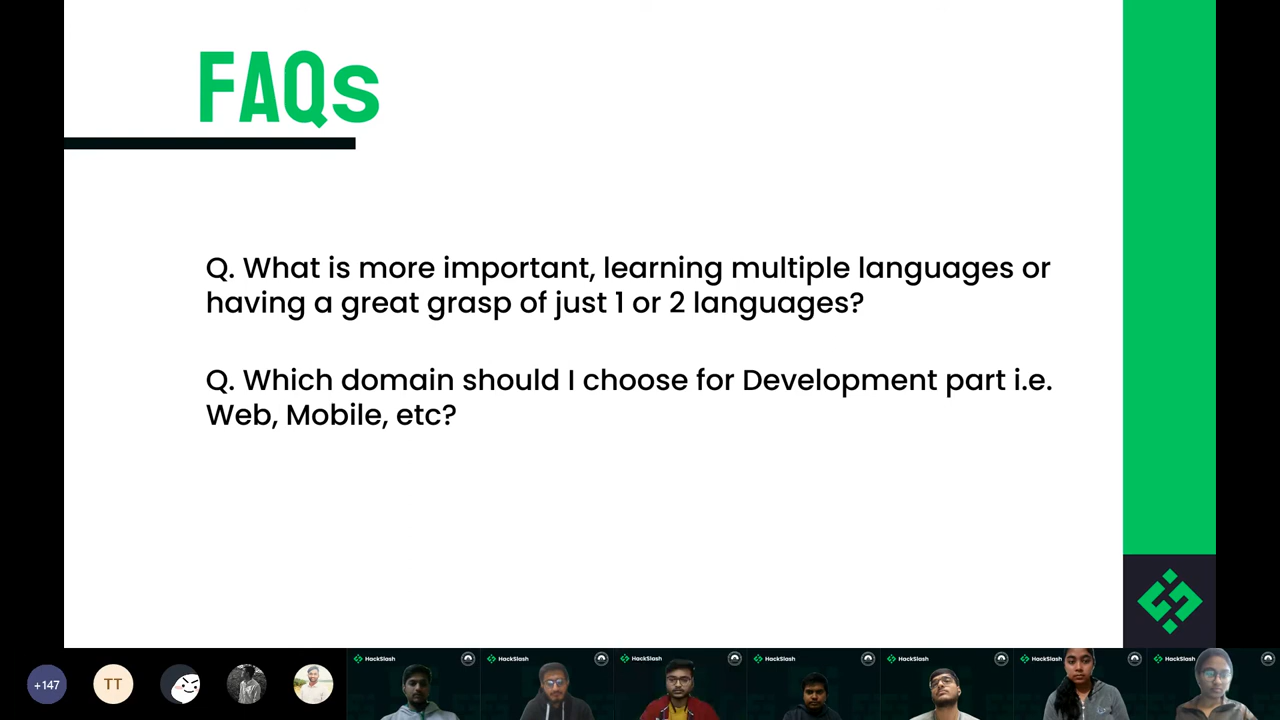 FAQs
Q. What is more important, learning multiple languages or
having a great grasp of just 1 or 2 languages?
Q. Which domain should I choose for Development part i.e.
Web, Mobile, etc?
+147
TT
HackSlash
HackSlash
HackSlash
HackSlash
HackSlash
HackSlash
HackSlash